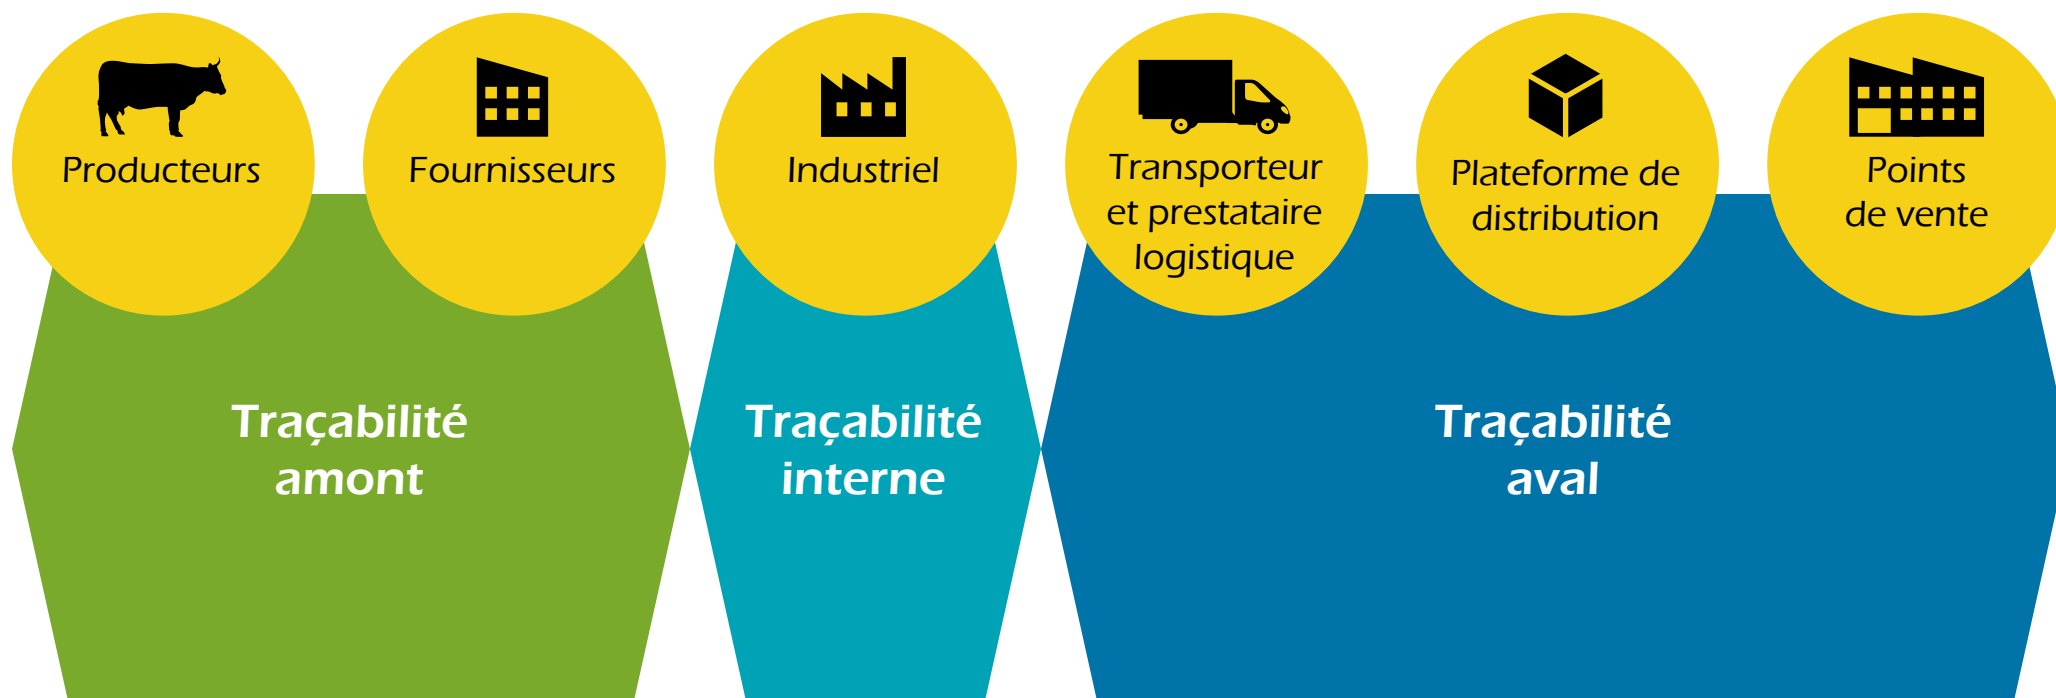 Producteurs
Fournisseurs
Industriel
Transporteur
et prestataire
logistique
Plateforme de
distribution
Points
de vente
Traçabilité
amont
Traçabilité
interne
Traçabilité
aval